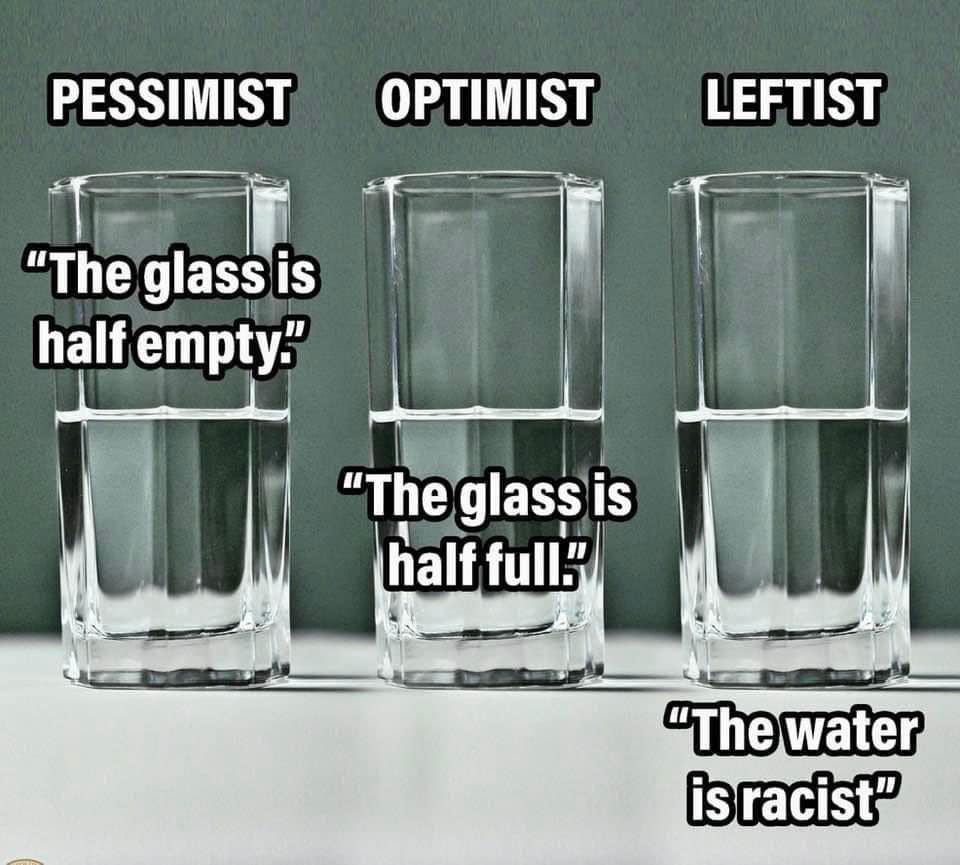 PESSIMIST
OPTIMIST
LEFTIST
"The glass is
half empty."
"The glass is
half full."
"The water
is racist"